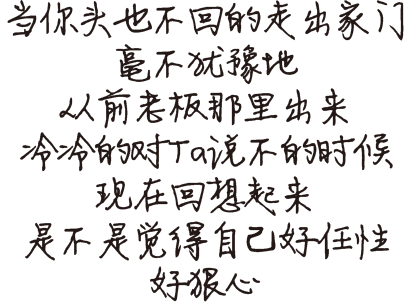 当你头也不回的走出家门
毫不犹豫地
从前老板那里出来
冷冷的对Ta说不的时候
现在回想起来
是不是觉得自己好任性
好狠心